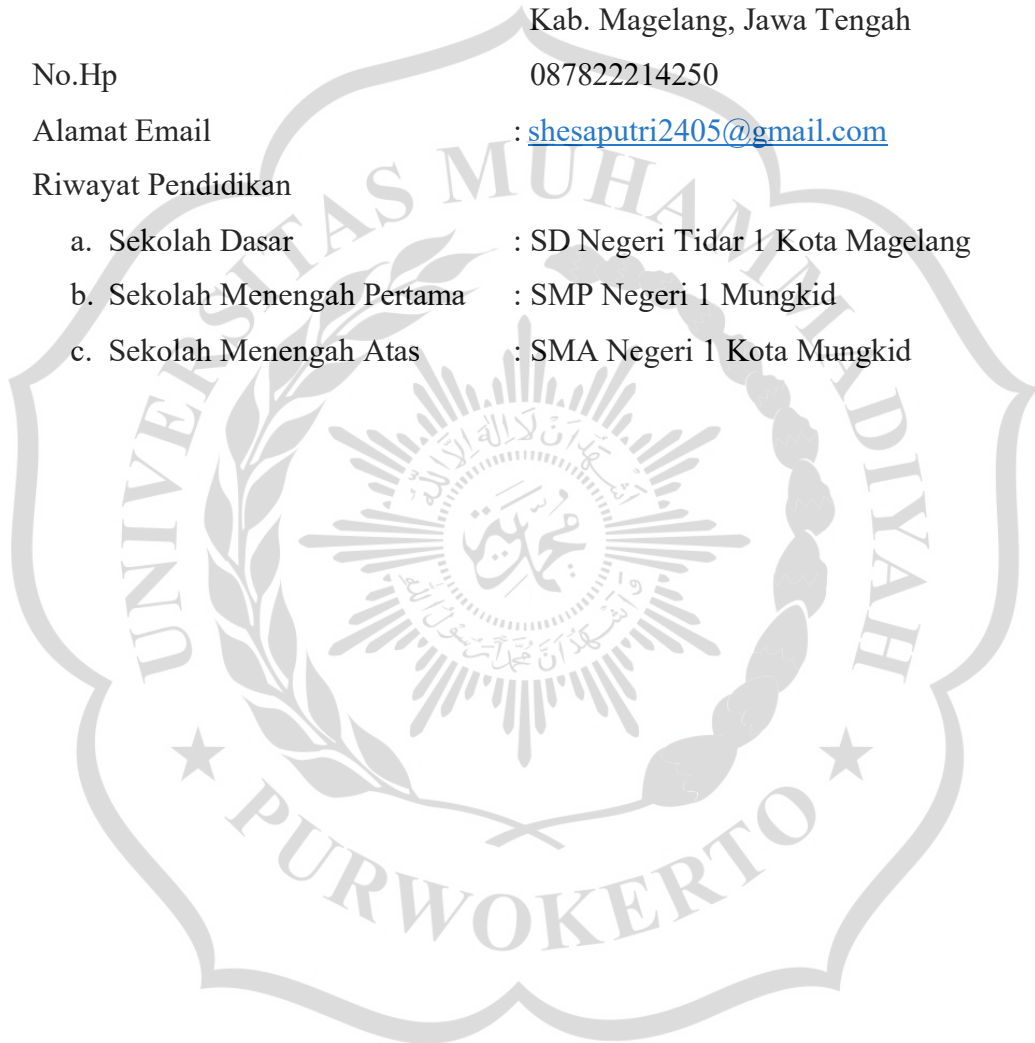 Kab. Magelang, Jawa Tengah
No.Hp 087822214250
Alamat Email : shesaputri2405@gmail.com
Riwayat Pendidikan
a. Sekolah Dasar : SD Negeri Tidar 1 Kota Magelang
b. Sekolah Menengah Pertama : SMP Negeri 1 Mungkid
c. Sekolah Menengah Atas : SMA Negeri 1 Kota Mungkid
UNIVERSITAS MUHAMMADIYAH
PURWOKERTO